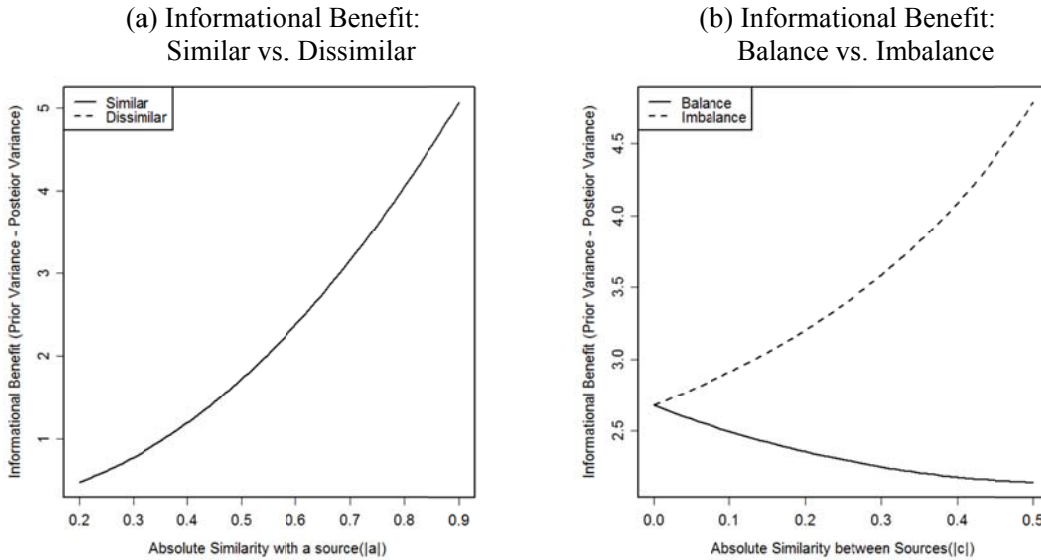 (a) Informational Benefit:
Similar vs. Dissimilar
Informational Benefit (Prior Variance - Posteior Variance)
Similar
Dissimilar
5
4
3
2
1
0.2 0.3 0.4 0.5 0.6 0.7 0.8 0.9
Absolute Similarity with a source(|a|)
(b) Informational Benefit:
Balance vs. Imbalance
Informational Benefit (Prior Variance - Posteior Variance)
Balance
Imbalance
4.5
4.0
3.5
3.0
2.5
0.0 0.1 0.2 0.3 0.4 0.5
Absolute Similarity between Sources(|c|)